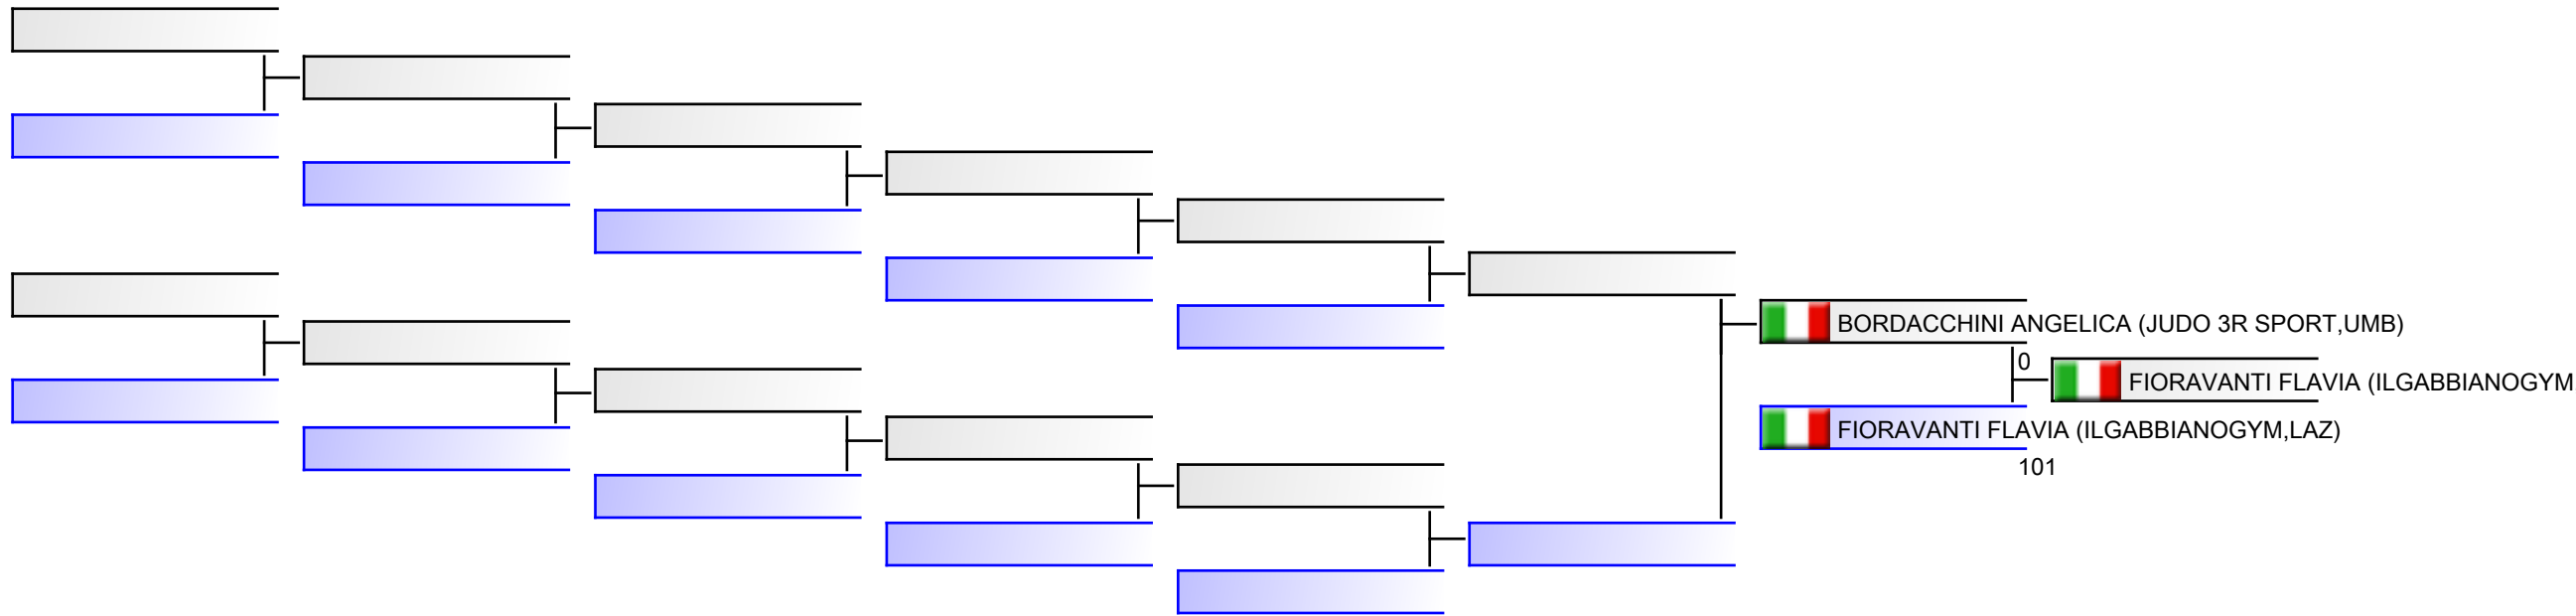 BORDACCHINI ANGELICA (JUDO 3R SPORT,UMB)
0
FIORAVANTI FLAVIA (ILGABBIANOGYM
FIORAVANTI FLAVIA (ILGABBIANOGYM,LAZ)
101